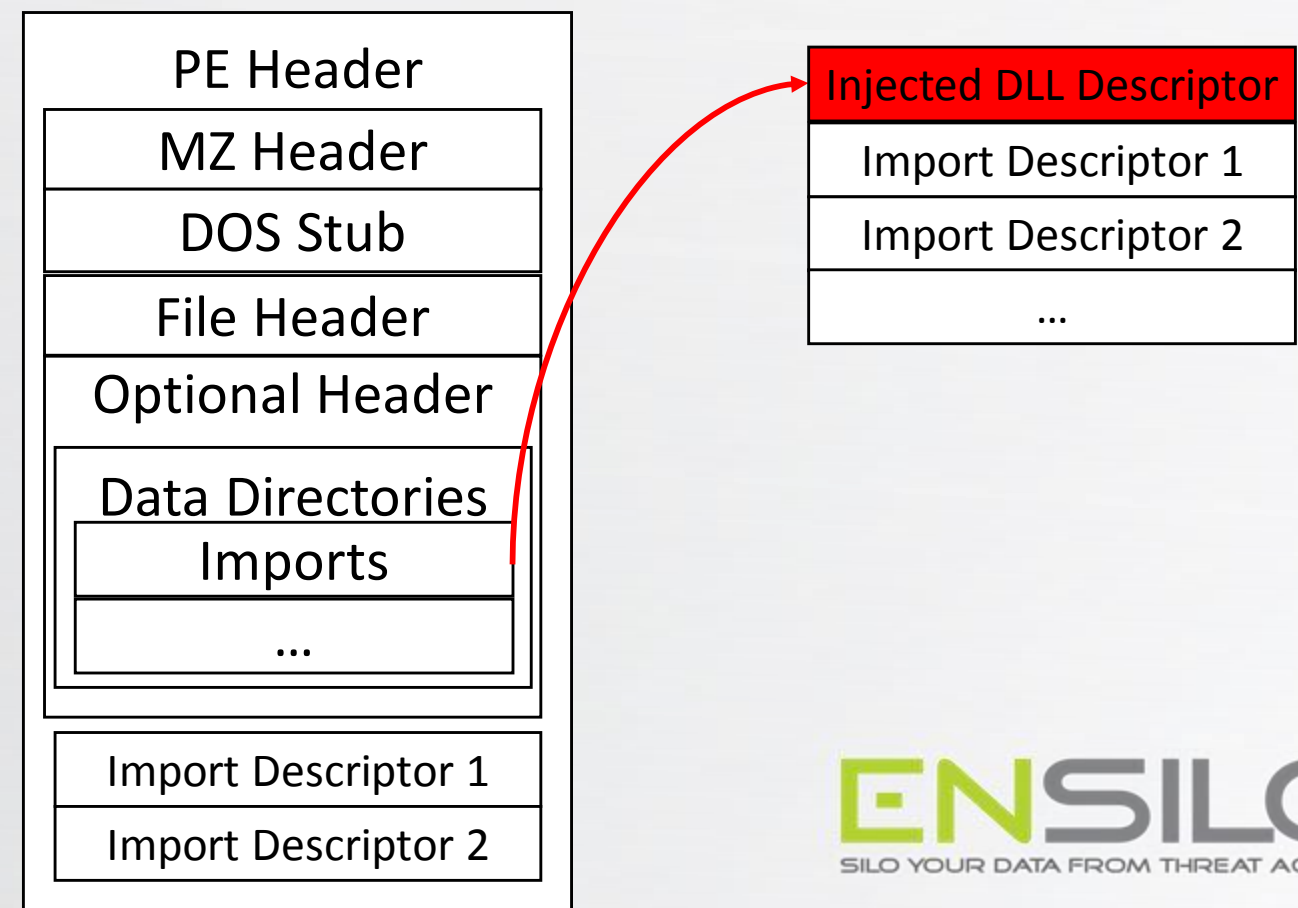 PE Header
MZ Header
DOS Stub
File Header
Optional Header
Data Directories
Imports
...
Import Descriptor 1
Import Descriptor 2
Injected DLL Descriptor
Import Descriptor 1
Import Descriptor 2
...
ENSILO
SILO YOUR DATA FROM THREAT